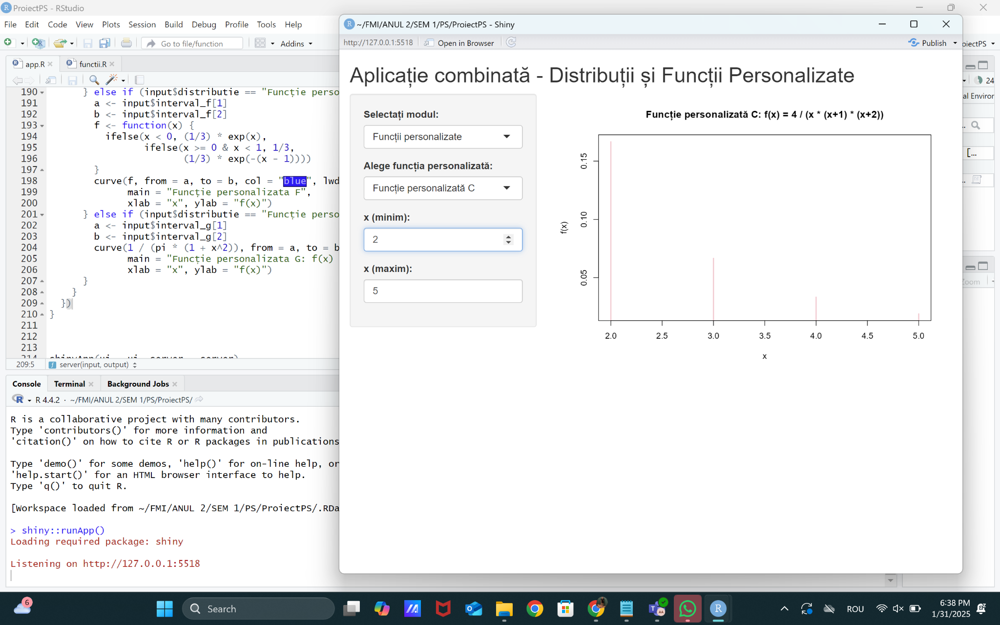 ProiectPS - RStudio
File Edit Code View Plots Session Build Debug Profile Tools Help
Go to file/function
Addins
app.R
functii.R
190 } else if (input$distributie == "Funcție perso
191 a <- input$interval_f[1]
192 b <- input$interval_f[2]
193 f <- function(x) {
194 ifelse(x < 0, (1/3) * exp(x),
195 ifelse(x >= 0 & x < 1, 1/3,
196 (1/3) * exp(-(x - 1))))
197 }
198 curve(f, from = a, to = b, col = "blue", lwd
199 main = "Funcție personalizata F",
200 xlab = "x", ylab = "f(x)")
201 } else if (input$distributie == "Funcție perso
202 a <- input$interval_g[1]
203 b <- input$interval_g[2]
204 curve(1 / (pi * (1 + x^2)), from = a, to = b
205 main = "Funcție personalizata G: f(x)
206 xlab = "x", ylab = "f(x)")
207 }
208 }
209 })
210 }
211
212
213
214 shinyApp(ui = ui, server = server)
209:5 server(input, output)
Console Terminal Background Jobs
R 4.4.2 · ~/FMI/ANUL 2/SEM 1/PS/ProiectPS/
R is a collaborative project with many contributors.
Type 'contributors()' for more information and
'citation()' on how to cite R or R packages in publications
Type 'demo()' for some demos, 'help()' for on-line help, or
'help.start()' for an HTML browser interface to help.
Type 'q()' to quit R.
[Workspace loaded from ~/FMI/ANUL 2/SEM 1/PS/ProiectPS/.RDa
> shiny::runApp()
Loading required package: shiny
Listening on http://127.0.0.1:5518
~/FMI/ANUL 2/SEM 1/PS/ProiectPS - Shiny
http://127.0.0.1:5518 Open in Browser
Publish
Aplicație combinată - Distribuții și Funcții Personalizate
Selectați modul:
Funcții personalizate
Alege funcția personalizată:
Funcție personalizată C
x (minim):
2
x (maxim):
5
Funcție personalizată C: f(x) = 4 / (x * (x+1) * (x+2))
f(x)
0.15
0.10
0.05
2.0 2.5 3.0 3.5 4.0 4.5 5.0
x
oiectPS
24
al Enviror
[...
Zoom
6
Search
ROU
6:38 PM
1/31/2025